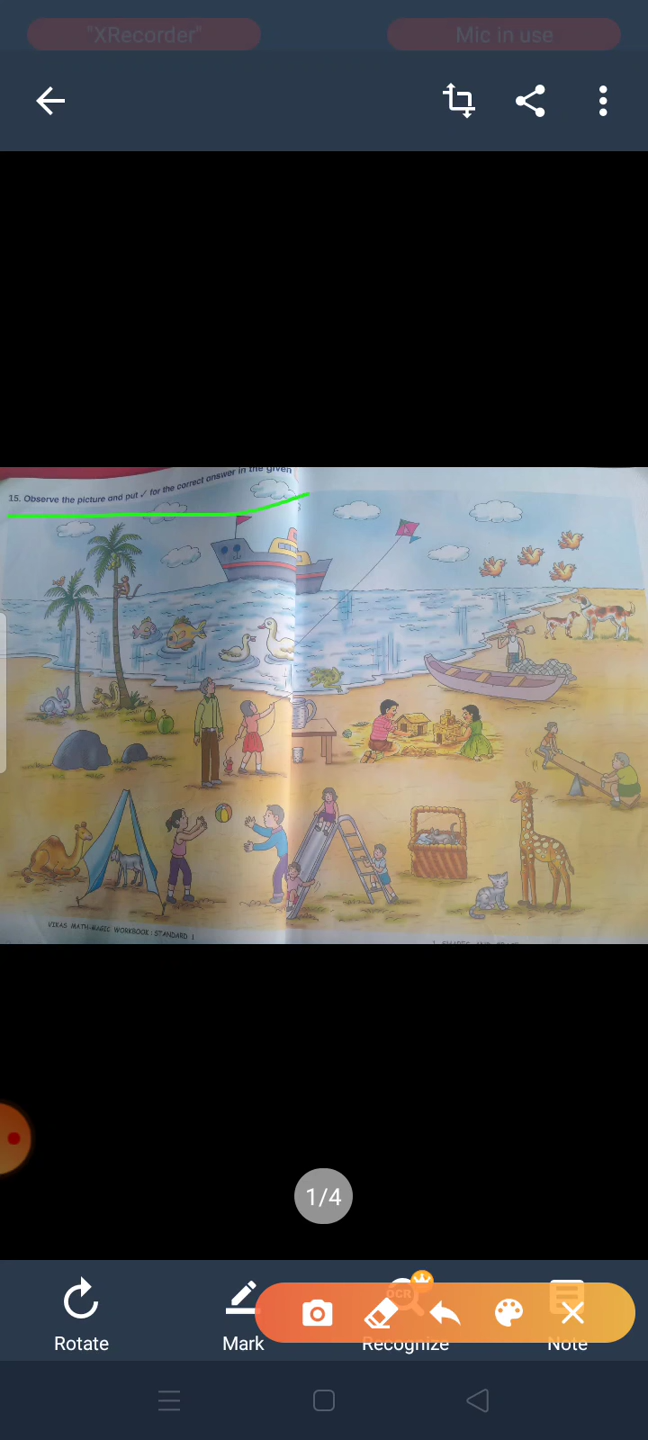 "XRecorder"
Mic in use
15. Observe the picture and put ✓ for the correct answer in the given
VIKAS MATH-MAGIC WORKBOOK : STANDARD 1
1/4
OCR
Rotate
Mark
Recognize
Note